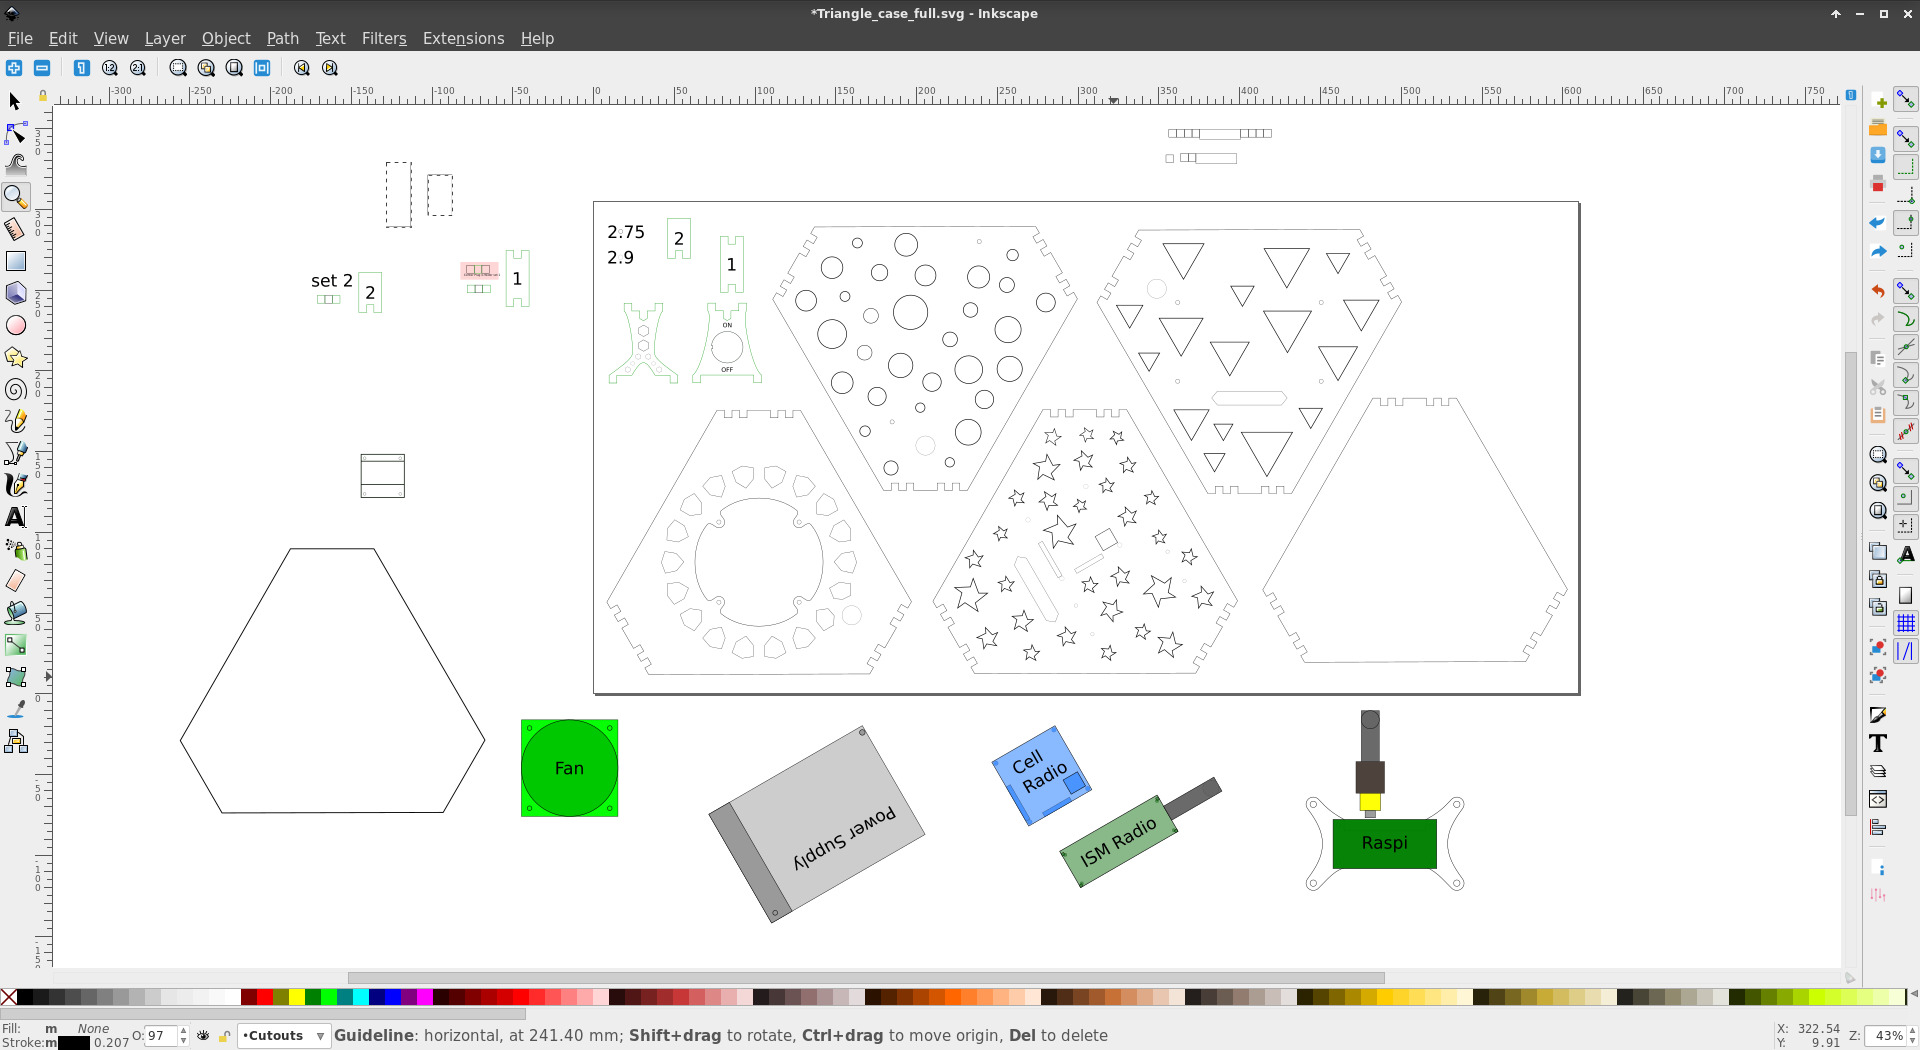 *Triangle_case_full.svg - Inkscape
File Edit View Layer Object Path Text Filters Extensions Help
-300 -250 -200 -150 -100 -50 0 50 100 150 200 250 300 350 400 450 500 550 600 650 700 750
2.75
2.9
2
1
set 2
2
1
ON
OFF
Fan
Power Supply
Cell
Radio
ISM Radio
Raspi
Fill: m None
Stroke: m 0.207
O: 97
•Cutouts
Guideline: horizontal, at 241.40 mm; Shift+drag to rotate, Ctrl+drag to move origin, Del to delete
X: 322.54
Y: 9.91
Z: 43%